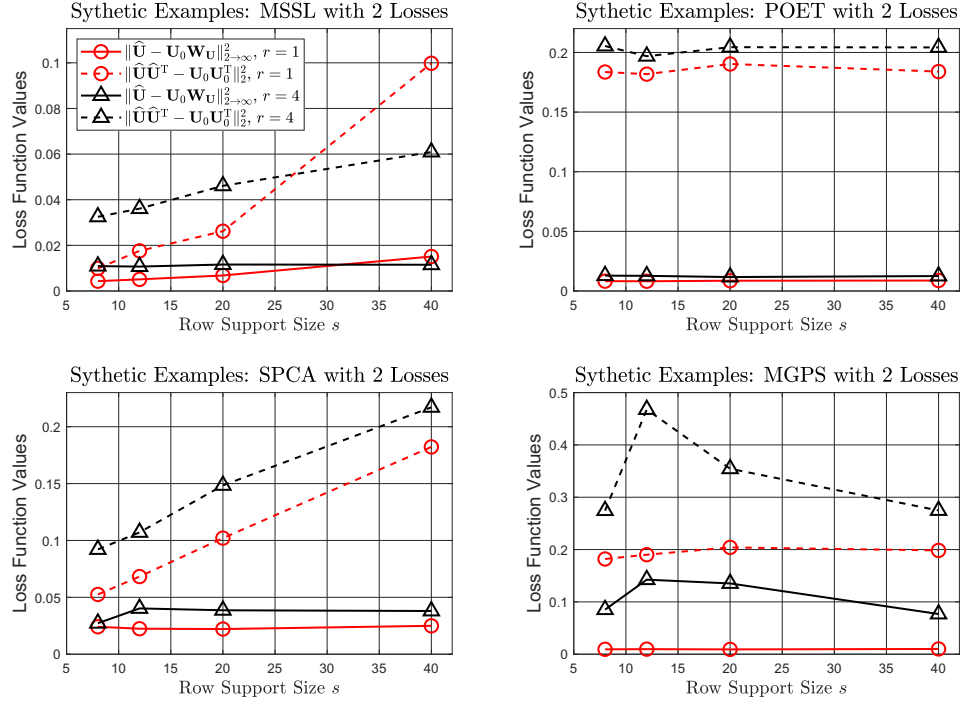 Sythetic Examples: MSSL with 2 Losses
‖Û − U₀W_U‖²₂→∞, r = 1
‖ÛÛᵀ − U₀U₀ᵀ‖²₂, r = 1
‖Û − U₀W_U‖²₂→∞, r = 4
‖ÛÛᵀ − U₀U₀ᵀ‖²₂, r = 4
Loss Function Values
0.1
0.08
0.06
0.04
0.02
0
5 10 15 20 25 30 35 40
Row Support Size s
Sythetic Examples: POET with 2 Losses
Loss Function Values
0.2
0.15
0.1
0.05
0
5 10 15 20 25 30 35 40
Row Support Size s
Sythetic Examples: SPCA with 2 Losses
Loss Function Values
0.2
0.15
0.1
0.05
0
5 10 15 20 25 30 35 40
Row Support Size s
Sythetic Examples: MGPS with 2 Losses
Loss Function Values
0.5
0.4
0.3
0.2
0.1
0
5 10 15 20 25 30 35 40
Row Support Size s